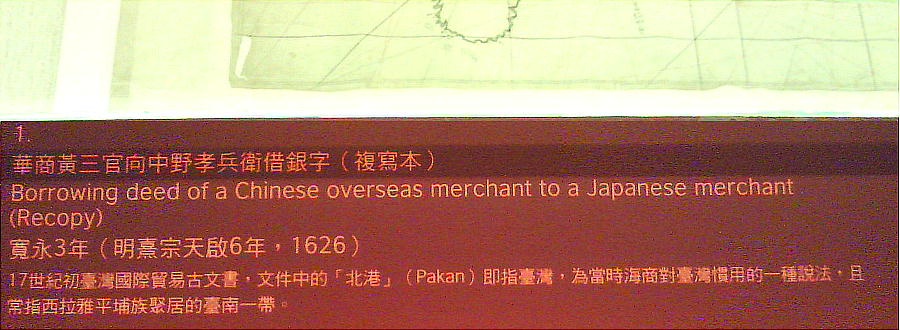 1.
華商黃三官向中野孝兵衛借銀字（複寫本）
Borrowing deed of a Chinese overseas merchant to a Japanese merchant
(Recopy)
寬永3年（明熹宗天啟6年，1626）
17世紀初臺灣國際貿易古文書，文件中的「北港」（Pakan）即指臺灣，為當時海商對臺灣慣用的一種說法，且
常指西拉雅平埔族聚居的臺南一帶。